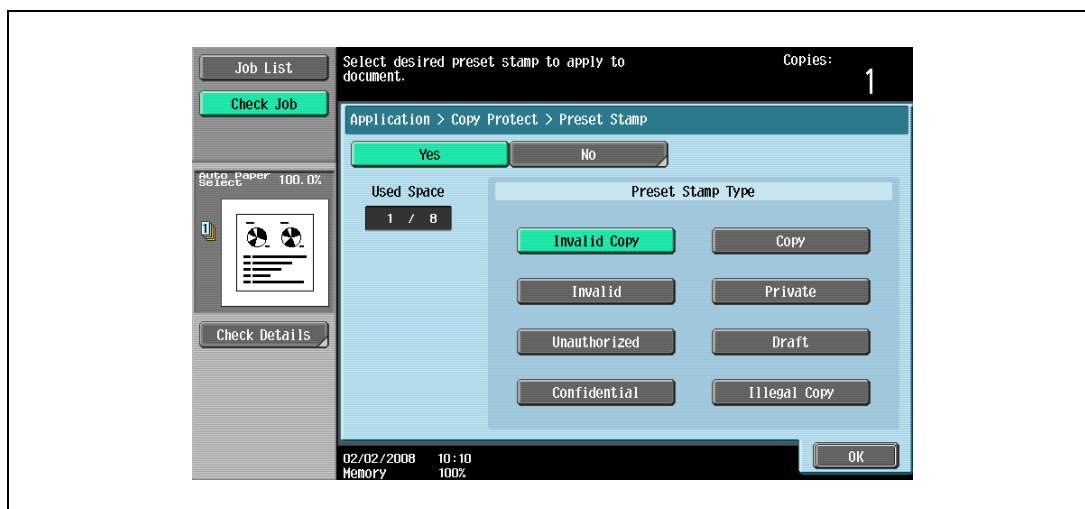 Job List
Check Job
Select desired preset stamp to apply to
document.
Copies:
1
Application > Copy Protect > Preset Stamp
Yes
No
Auto Paper
Select
100.0%
1
Used Space
1 / 8
Preset Stamp Type
Invalid Copy
Copy
Invalid
Private
Check Details
Unauthorized
Draft
Confidential
Illegal Copy
02/02/2008 10:10
Memory 100%
OK